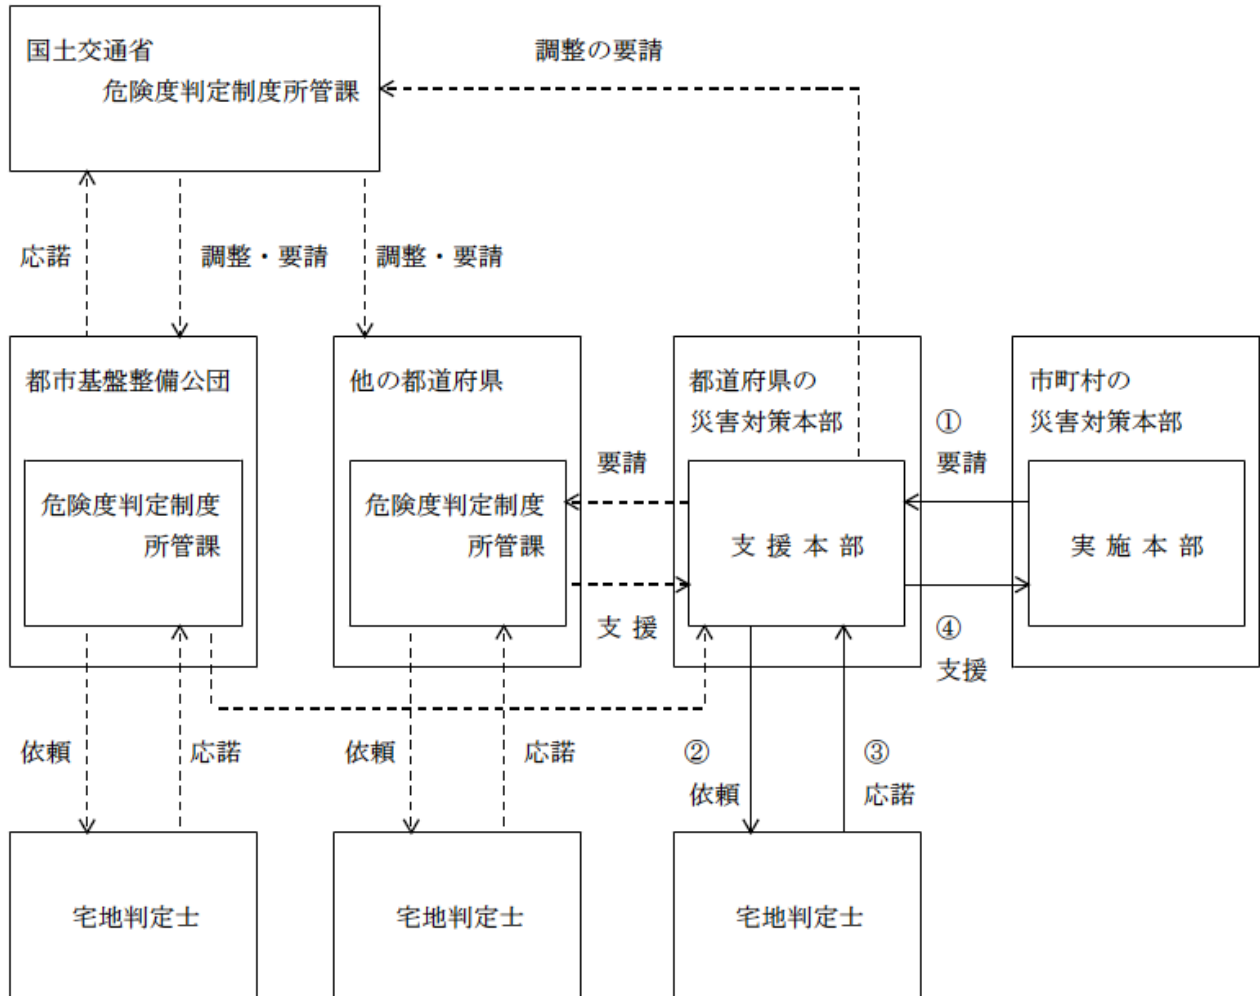 国土交通省
危険度判定制度所管課
調整の要請
応諾
調整・要請
調整・要請
都市基盤整備公団
危険度判定制度
所管課
他の都道府県
危険度判定制度
所管課
要請
支 援
都道府県の
災害対策本部
支 援 本 部
①
要請
④
支援
市町村の
災害対策本部
実 施 本 部
依頼
応諾
依頼
応諾
②
依頼
③
応諾
宅地判定士
宅地判定士
宅地判定士